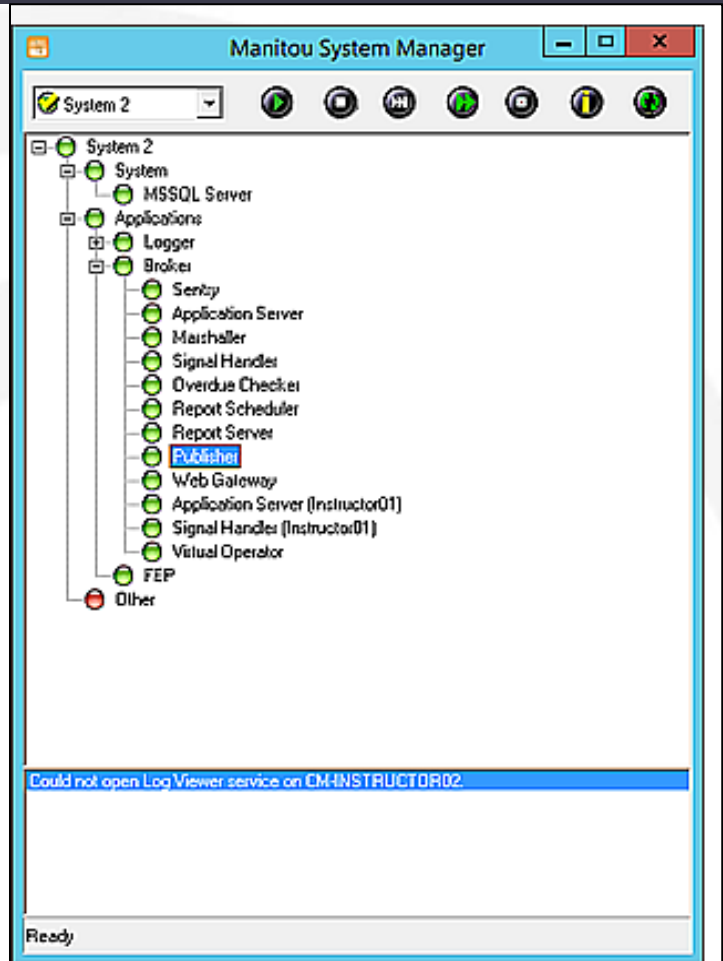 Manitou System Manager
System 2
System 2
System
MSSQL Server
Applications
Logger
Broker
Sentry
Application Server
Marshaller
Signal Handler
Overdue Checker
Report Scheduler
Report Server
Publisher
Web Gateway
Application Server (Instructor01)
Signal Handler (Instructor01)
Virtual Operator
FEP
Other
Could not open Log Viewer service on CM-INSTRUCTOR02.
Ready